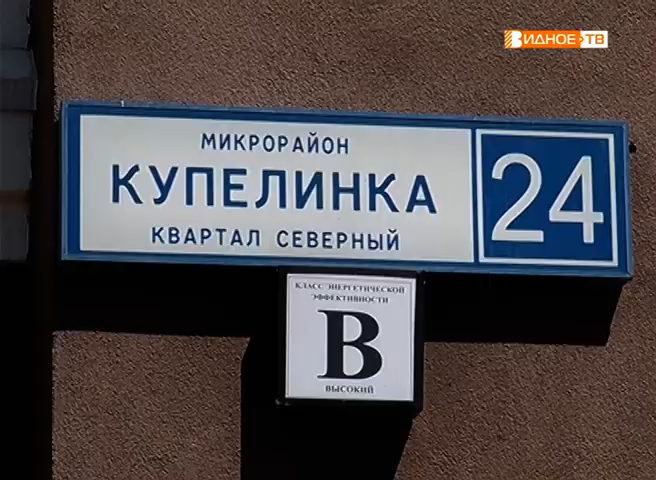 ВИДНОЕ-ТВ
МИКРОРАЙОН
КУПЕЛИНКА
КВАРТАЛ СЕВЕРНЫЙ
24
КЛАСС ЭНЕРГЕТИЧЕСКОЙ
ЭФФЕКТИВНОСТИ
В
ВЫСОКИЙ